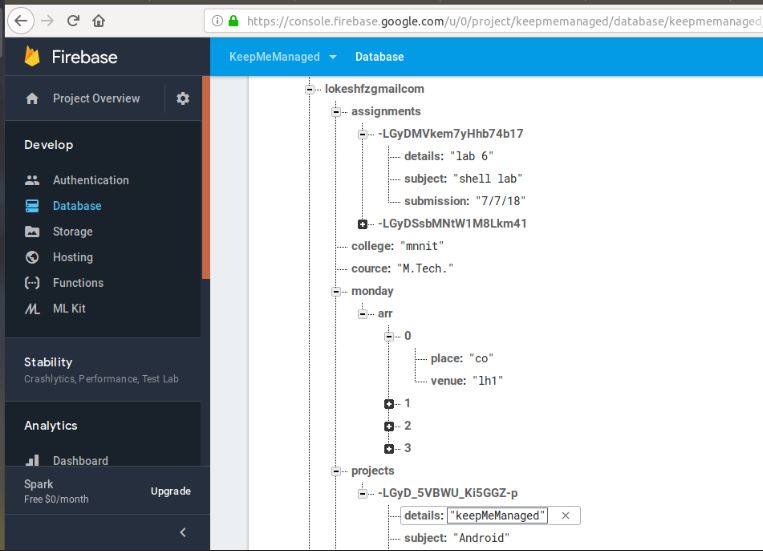 https://console.firebase.google.com/u/0/project/keepmemanaged/database/keepmemanaged
Firebase
KeepMeManaged
Database
Project Overview
Develop
Authentication
Database
Storage
Hosting
Functions
ML Kit
Stability
Crashlytics, Performance, Test Lab
Analytics
Dashboard
Spark
Free $0/month
Upgrade
lokeshfzgmailcom
assignments
-LGyDMVkem7yHhb74b17
details: "lab 6"
subject: "shell lab"
submission: "7/7/18"
-LGyDSsbMNtW1M8Lkm41
college: "mnnit"
cource: "M.Tech."
monday
arr
0
place: "co"
venue: "lh1"
1
2
3
projects
-LGyD_5VBWU_Ki5GGZ-p
details: "keepMeManaged"
subject: "Android"